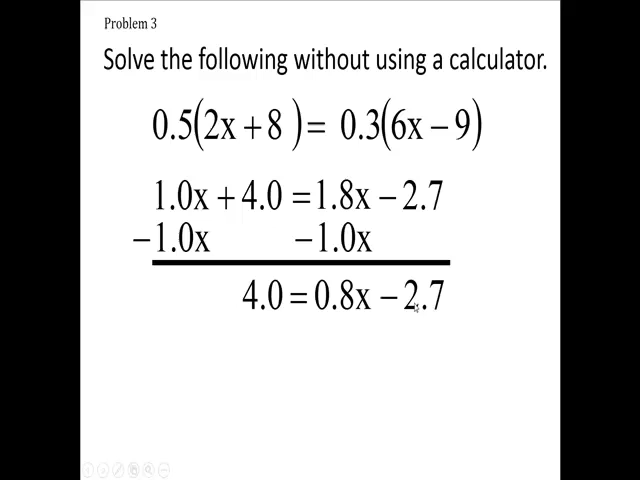 Problem 3
Solve the following without using a calculator.
0.5(2x + 8 ) = 0.3(6x − 9)
1.0x + 4.0 = 1.8x − 2.7
− 1.0x − 1.0x
4.0 = 0.8x − 2.7